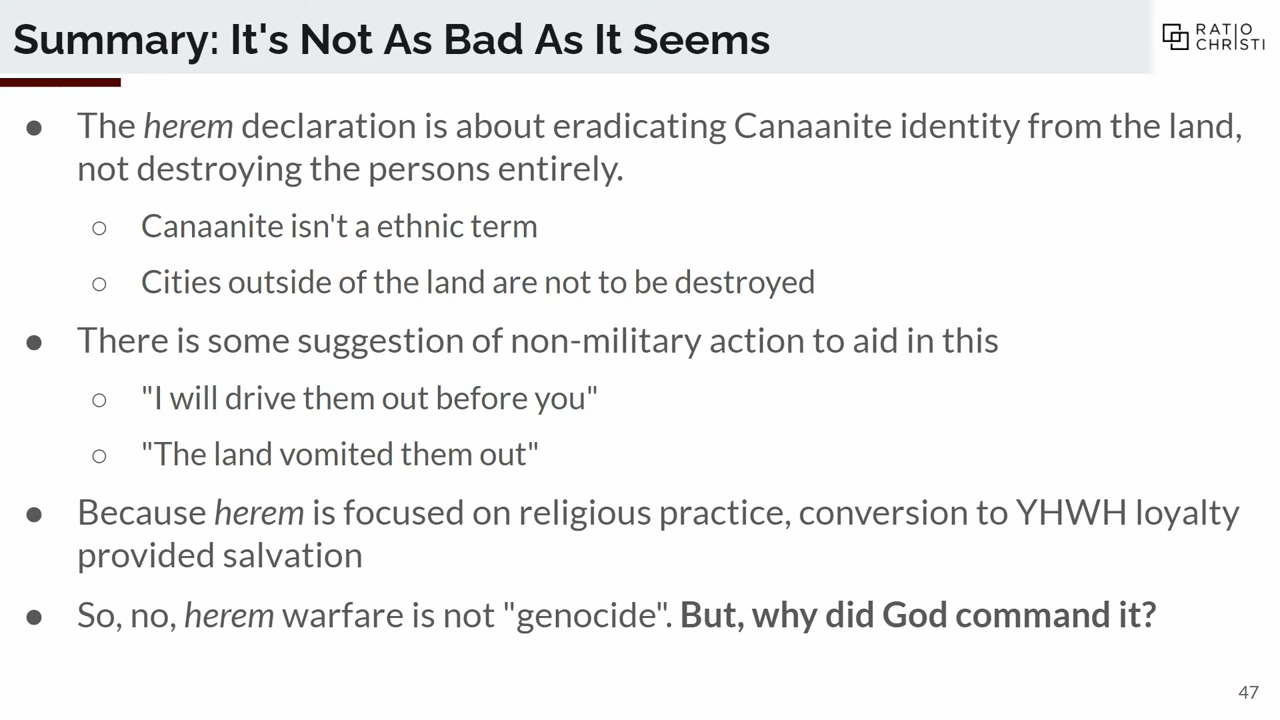 Summary: It's Not As Bad As It Seems
RATIO
CHRISTI
● The herem declaration is about eradicating Canaanite identity from the land,
not destroying the persons entirely.
○ Canaanite isn't a ethnic term
○ Cities outside of the land are not to be destroyed
● There is some suggestion of non-military action to aid in this
○ "I will drive them out before you"
○ "The land vomited them out"
● Because herem is focused on religious practice, conversion to YHWH loyalty
provided salvation
● So, no, herem warfare is not "genocide". But, why did God command it?
47